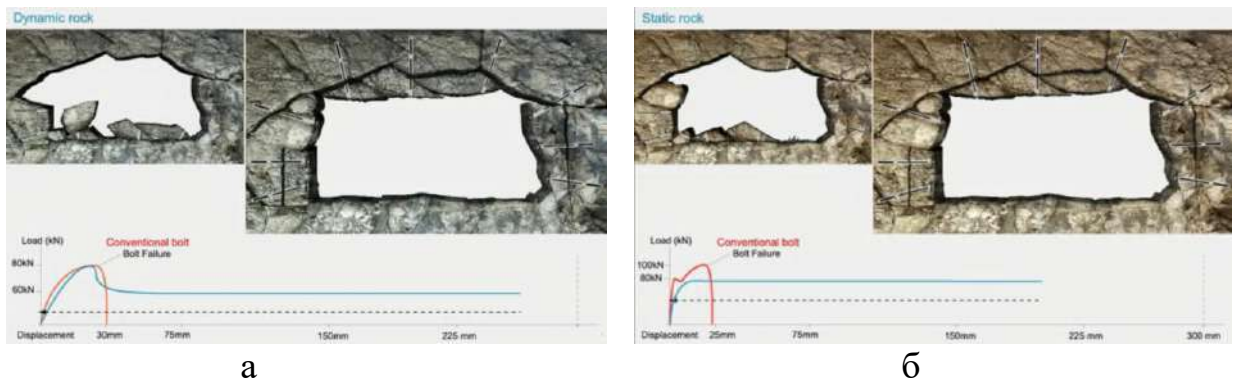 Dynamic rock
Load (kN)
Conventional bolt
Bolt Failure
80kN
60kN
Displacement 30mm 75mm 150mm 225 mm
а
Static rock
Load (kN)
Conventional bolt
Bolt Failure
100kN
80kN
Displacement 25mm 75mm 150mm 225 mm 300 mm
б